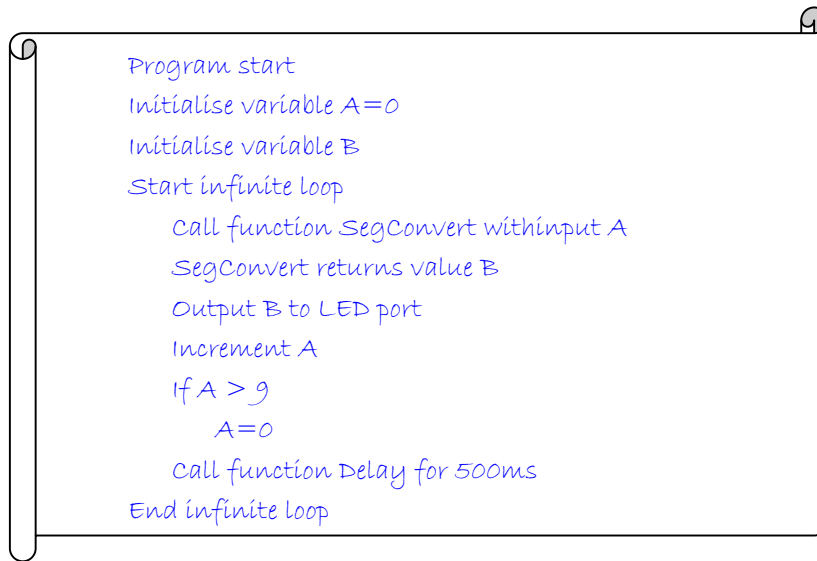 Program start
Initialise variable A=0
Initialise variable B
Start infinite loop
Call function SegConvert withinput A
SegConvert returns value B
Output B to LED port
Increment A
If A > 9
A=0
Call function Delay for 500ms
End infinite loop